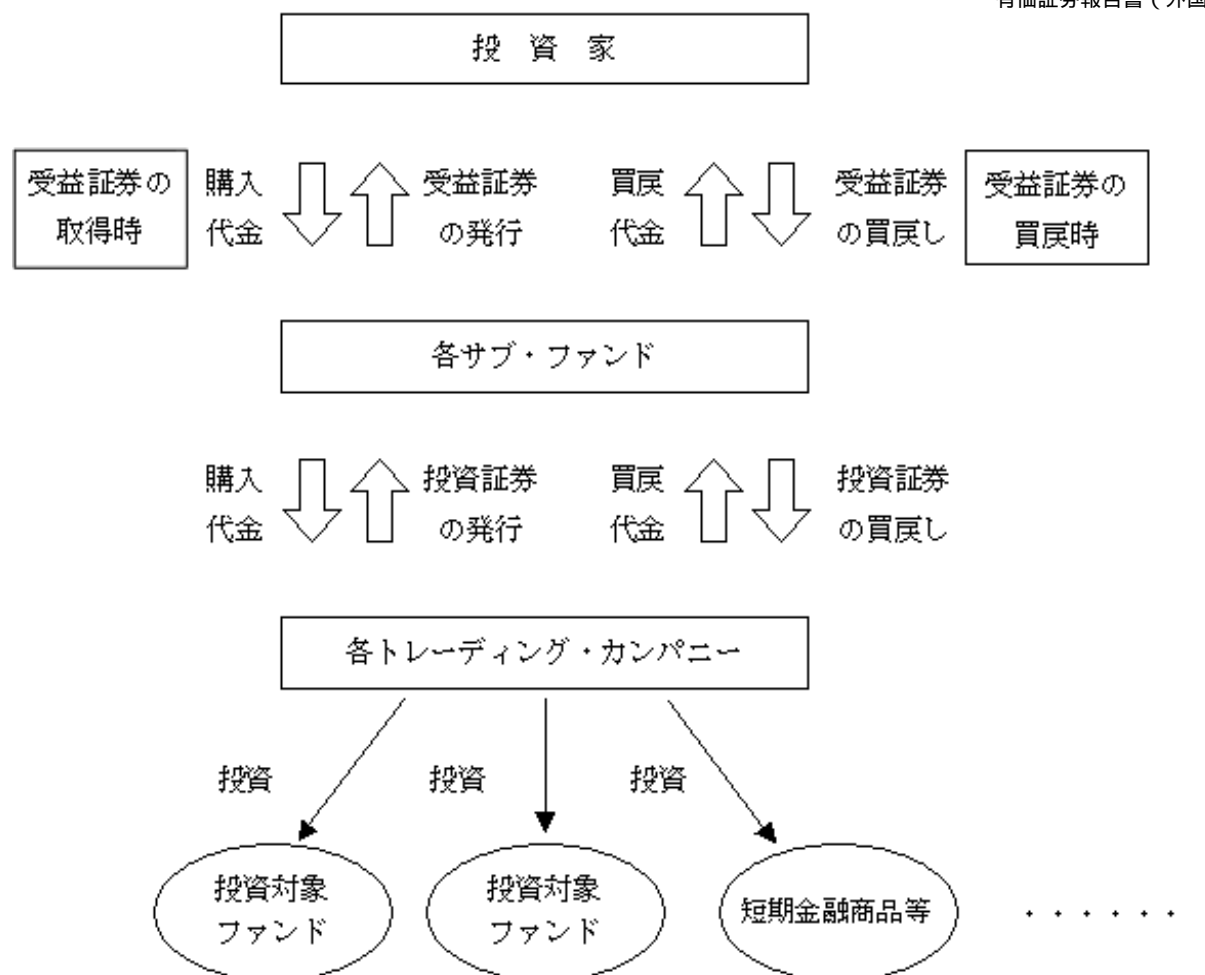 有価証券報告書（外国
投 資 家
受益証券の
取得時
購入
代金
受益証券
の発行
買戻
代金
受益証券
の買戻し
受益証券の
買戻時
各サブ・ファンド
購入
代金
投資証券
の発行
買戻
代金
投資証券
の買戻し
各トレーディング・カンパニー
投資
投資
投資
投資対象
ファンド
投資対象
ファンド
短期金融商品等
・・・・・・